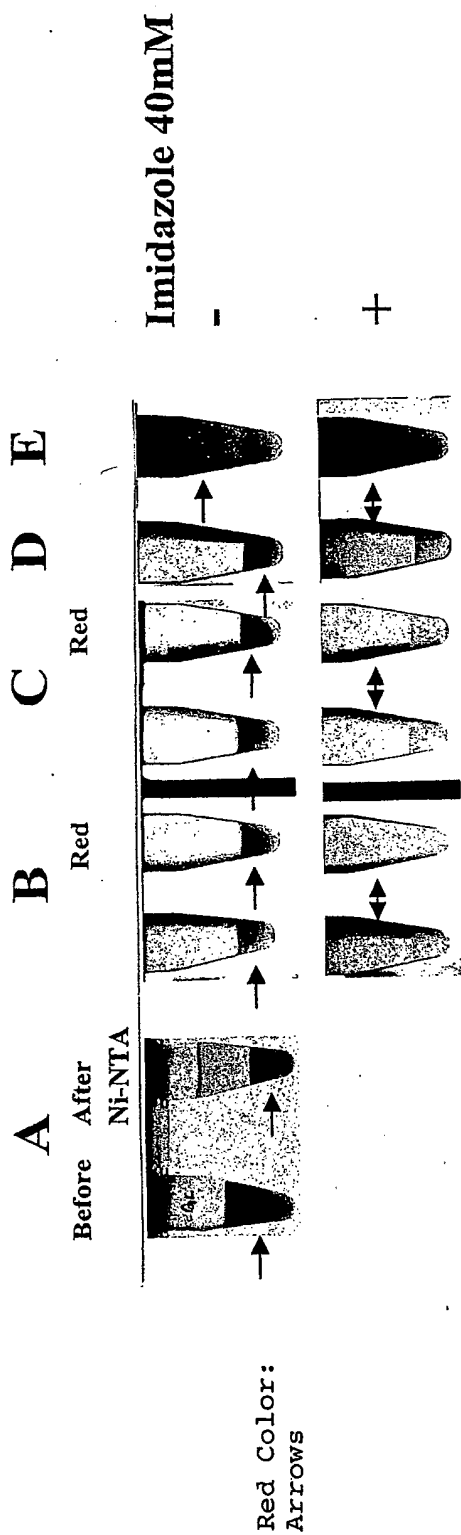 A B C D E
Before After Red Red
Ni-NTA
Imidazole 40mM
-
+
Red Color:
Arrows